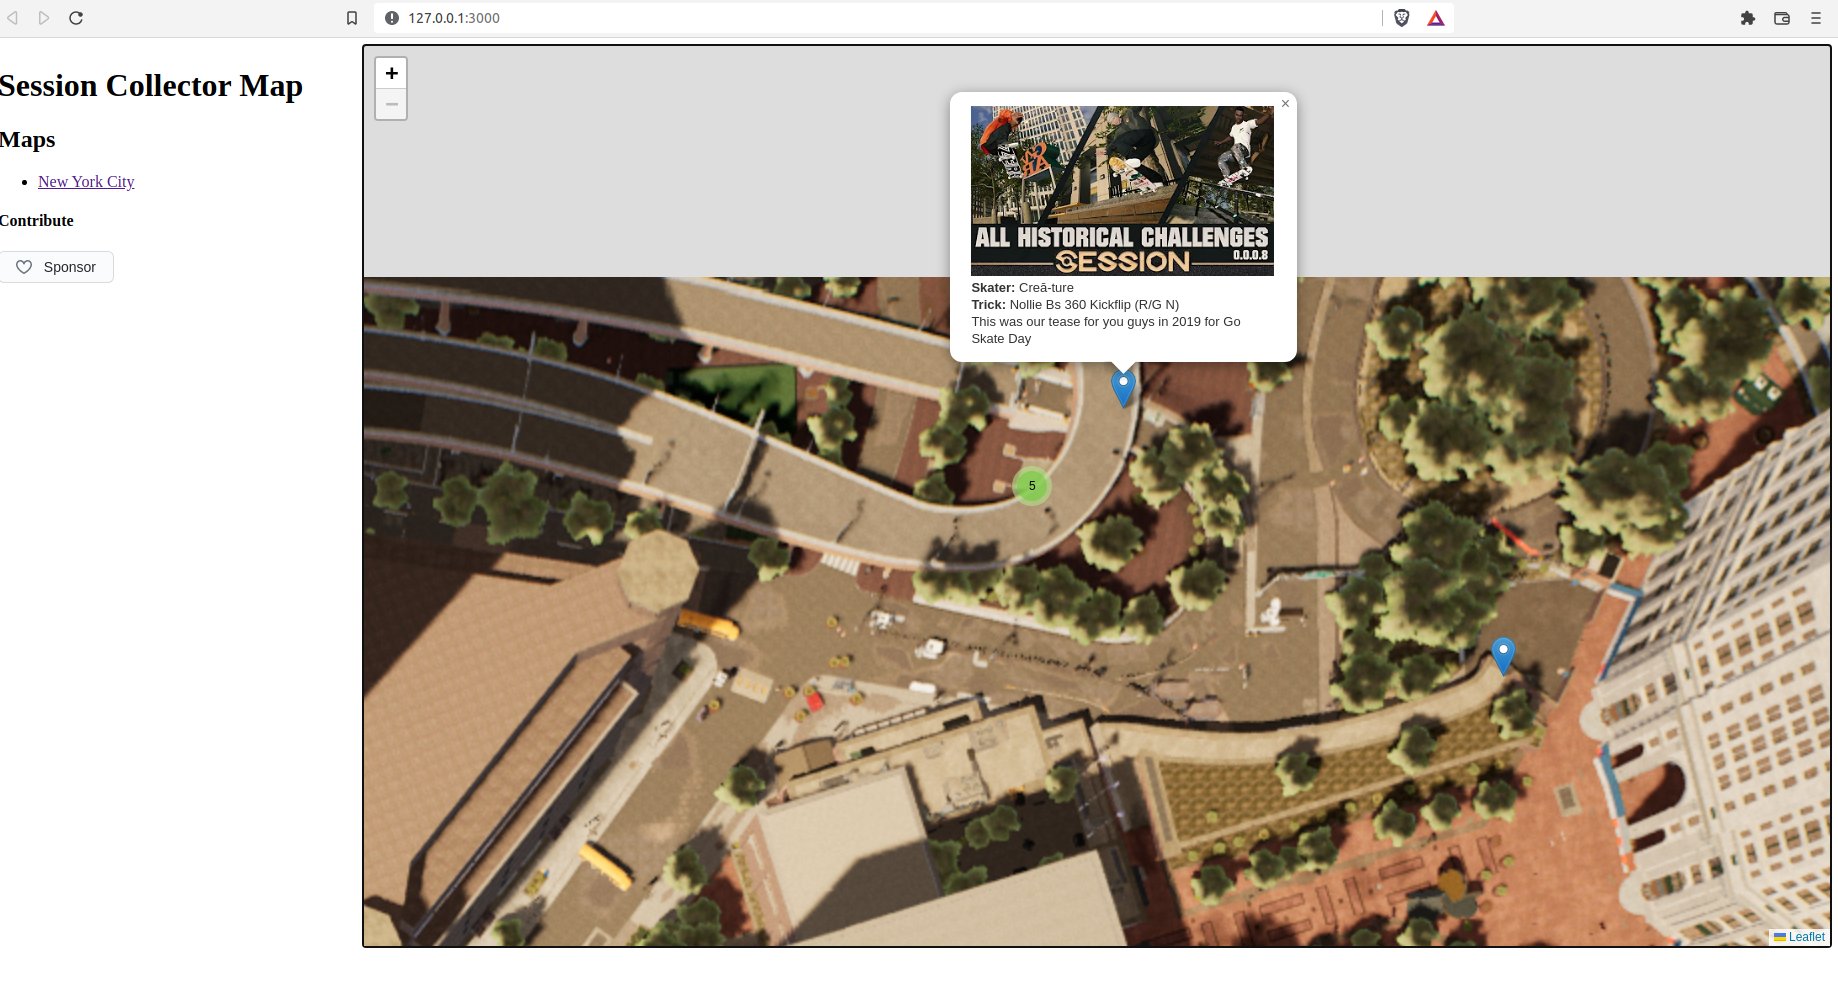 127.0.0.1:3000
Session Collector Map
Maps
New York City
Contribute
Sponsor
+
−
×
ZERO
ALL HISTORICAL CHALLENGES
0.0.0.8
SESSION
Skater: Creã-ture
Trick: Nollie Bs 360 Kickflip (R/G N)
This was our tease for you guys in 2019 for Go
Skate Day
5
Leaflet